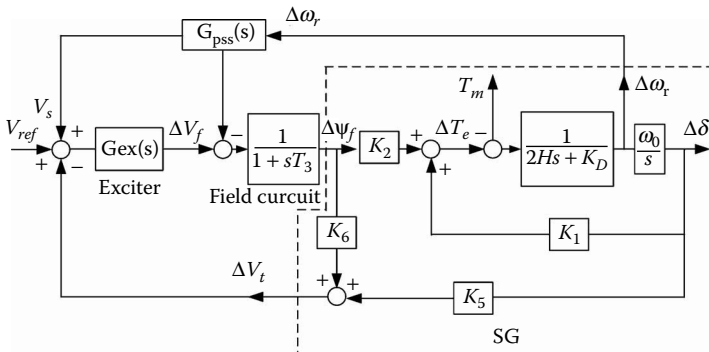 G_pss(s)
Δω_r
V_s
V_ref
+
+
−
Gex(s)
Exciter
ΔV_f
−
1
1 + sT_3
Field curcuit
Δψ_f
K_2
+
+
ΔT_e
−
T_m
1
2Hs + K_D
Δω_r
ω_0
s
Δδ
K_1
K_6
+
+
K_5
ΔV_t
SG